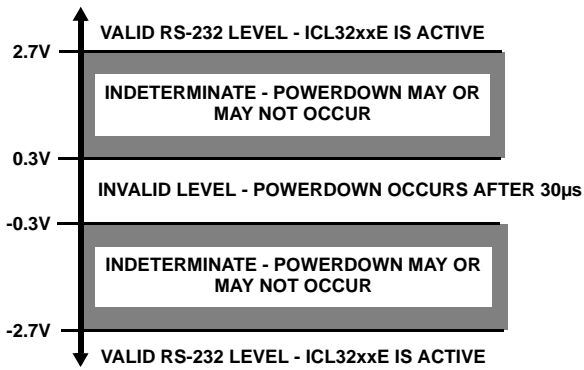 VALID RS-232 LEVEL - ICL32xxE IS ACTIVE
2.7V
INDETERMINATE - POWERDOWN MAY OR
MAY NOT OCCUR
0.3V
INVALID LEVEL - POWERDOWN OCCURS AFTER 30µs
-0.3V
INDETERMINATE - POWERDOWN MAY OR
MAY NOT OCCUR
-2.7V
VALID RS-232 LEVEL - ICL32xxE IS ACTIVE